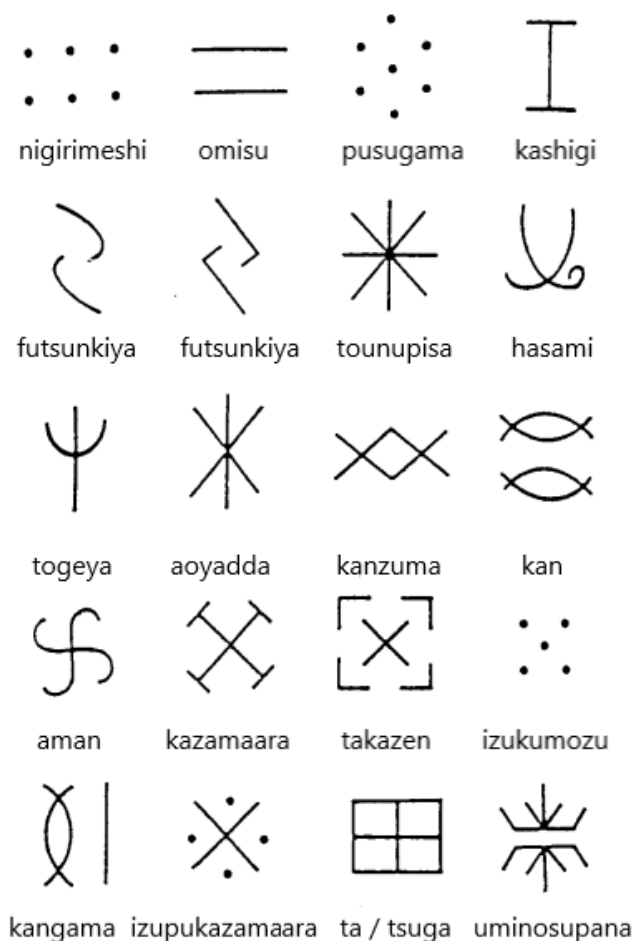 nigirimeshi omisu pusugama kashigi
futsunkiya futsunkiya tounupisa hasami
togeya aoyadda kanzuma kan
aman kazamaara takazen izukumozu
kangama izupukazamaara ta / tsuga uminosupana